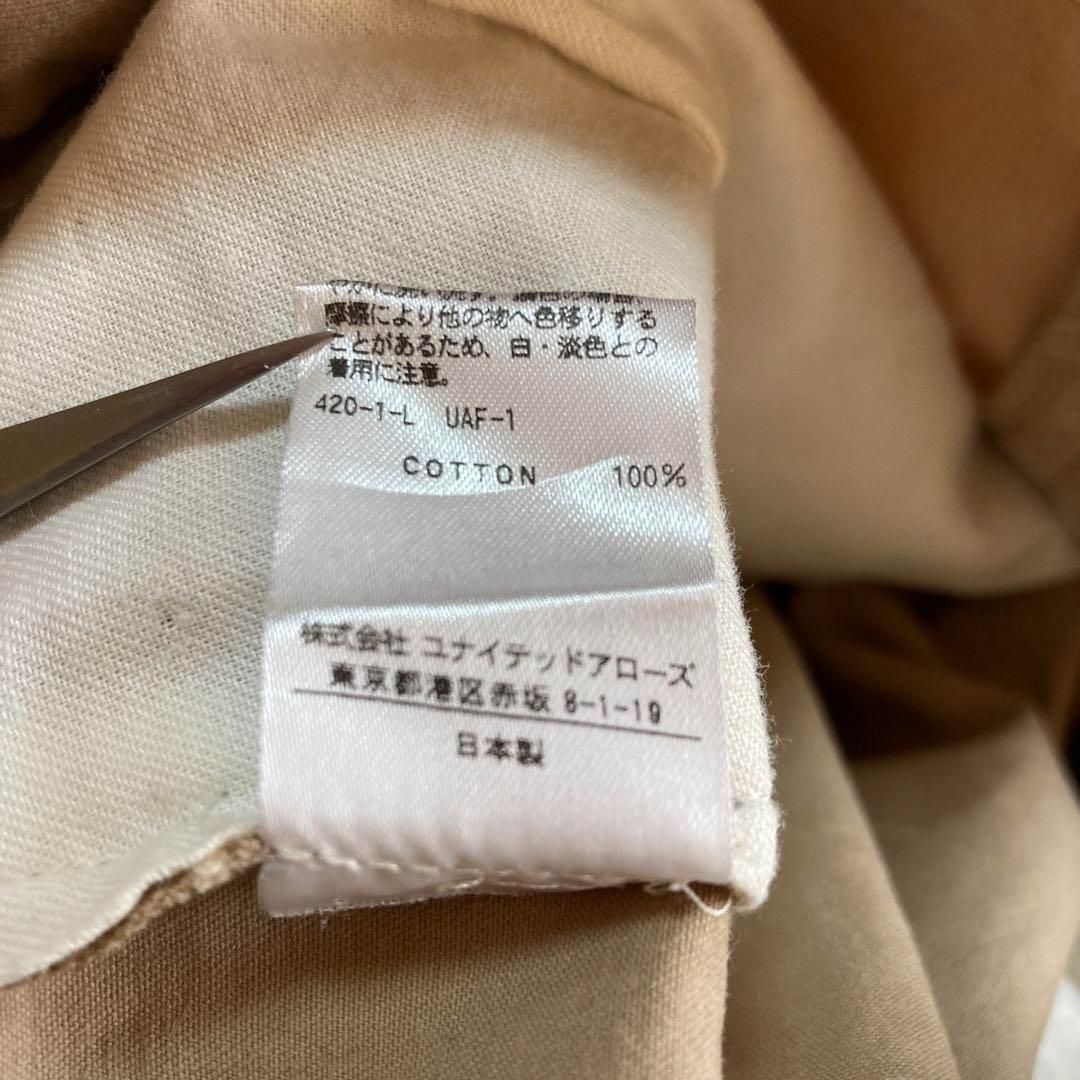 摩擦により他の物へ色移りする
ことがあるため、白・淡色との
着用に注意。
420-1-L UAF-1
COTTON 100%
株式会社 ユナイテッドアローズ
東京都港区赤坂 8-1-19
日本製